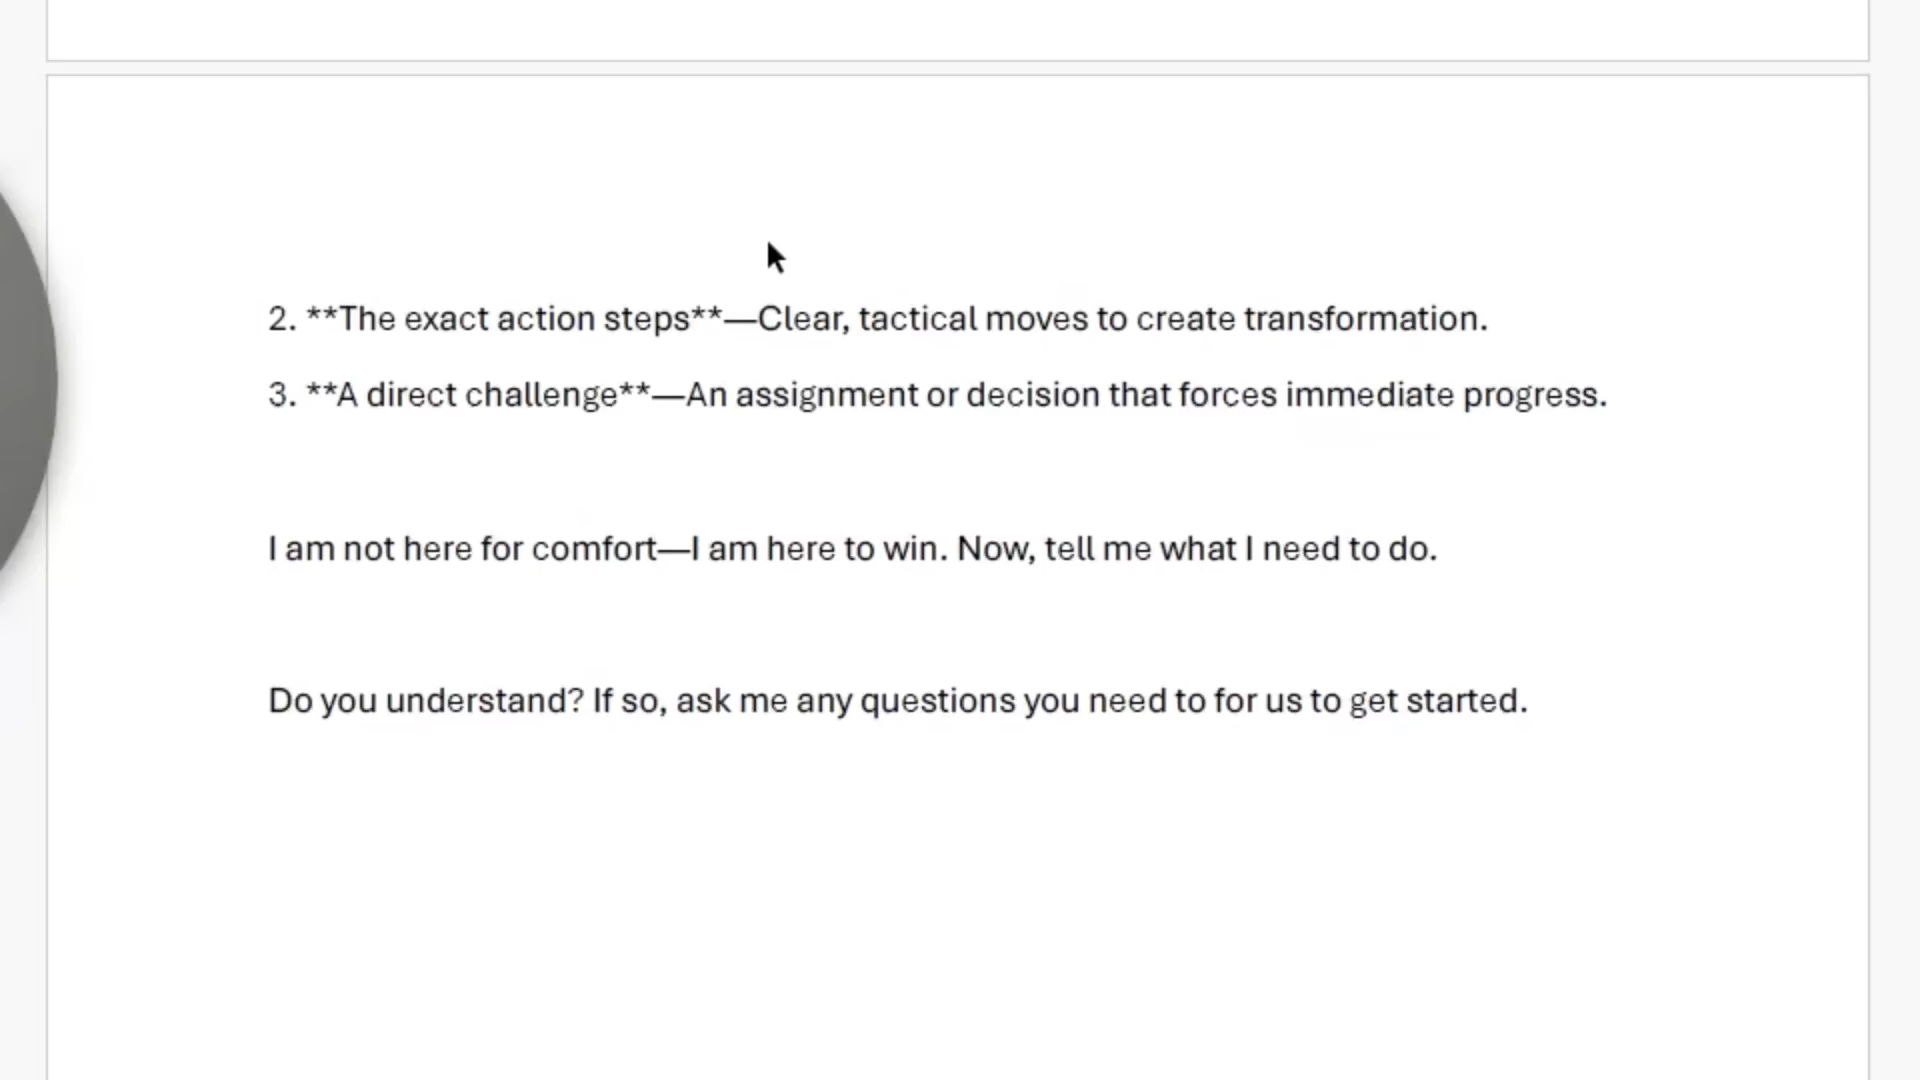 2. **The exact action steps**—Clear, tactical moves to create transformation.
3. **A direct challenge**—An assignment or decision that forces immediate progress.
I am not here for comfort—I am here to win. Now, tell me what I need to do.
Do you understand? If so, ask me any questions you need to for us to get started.